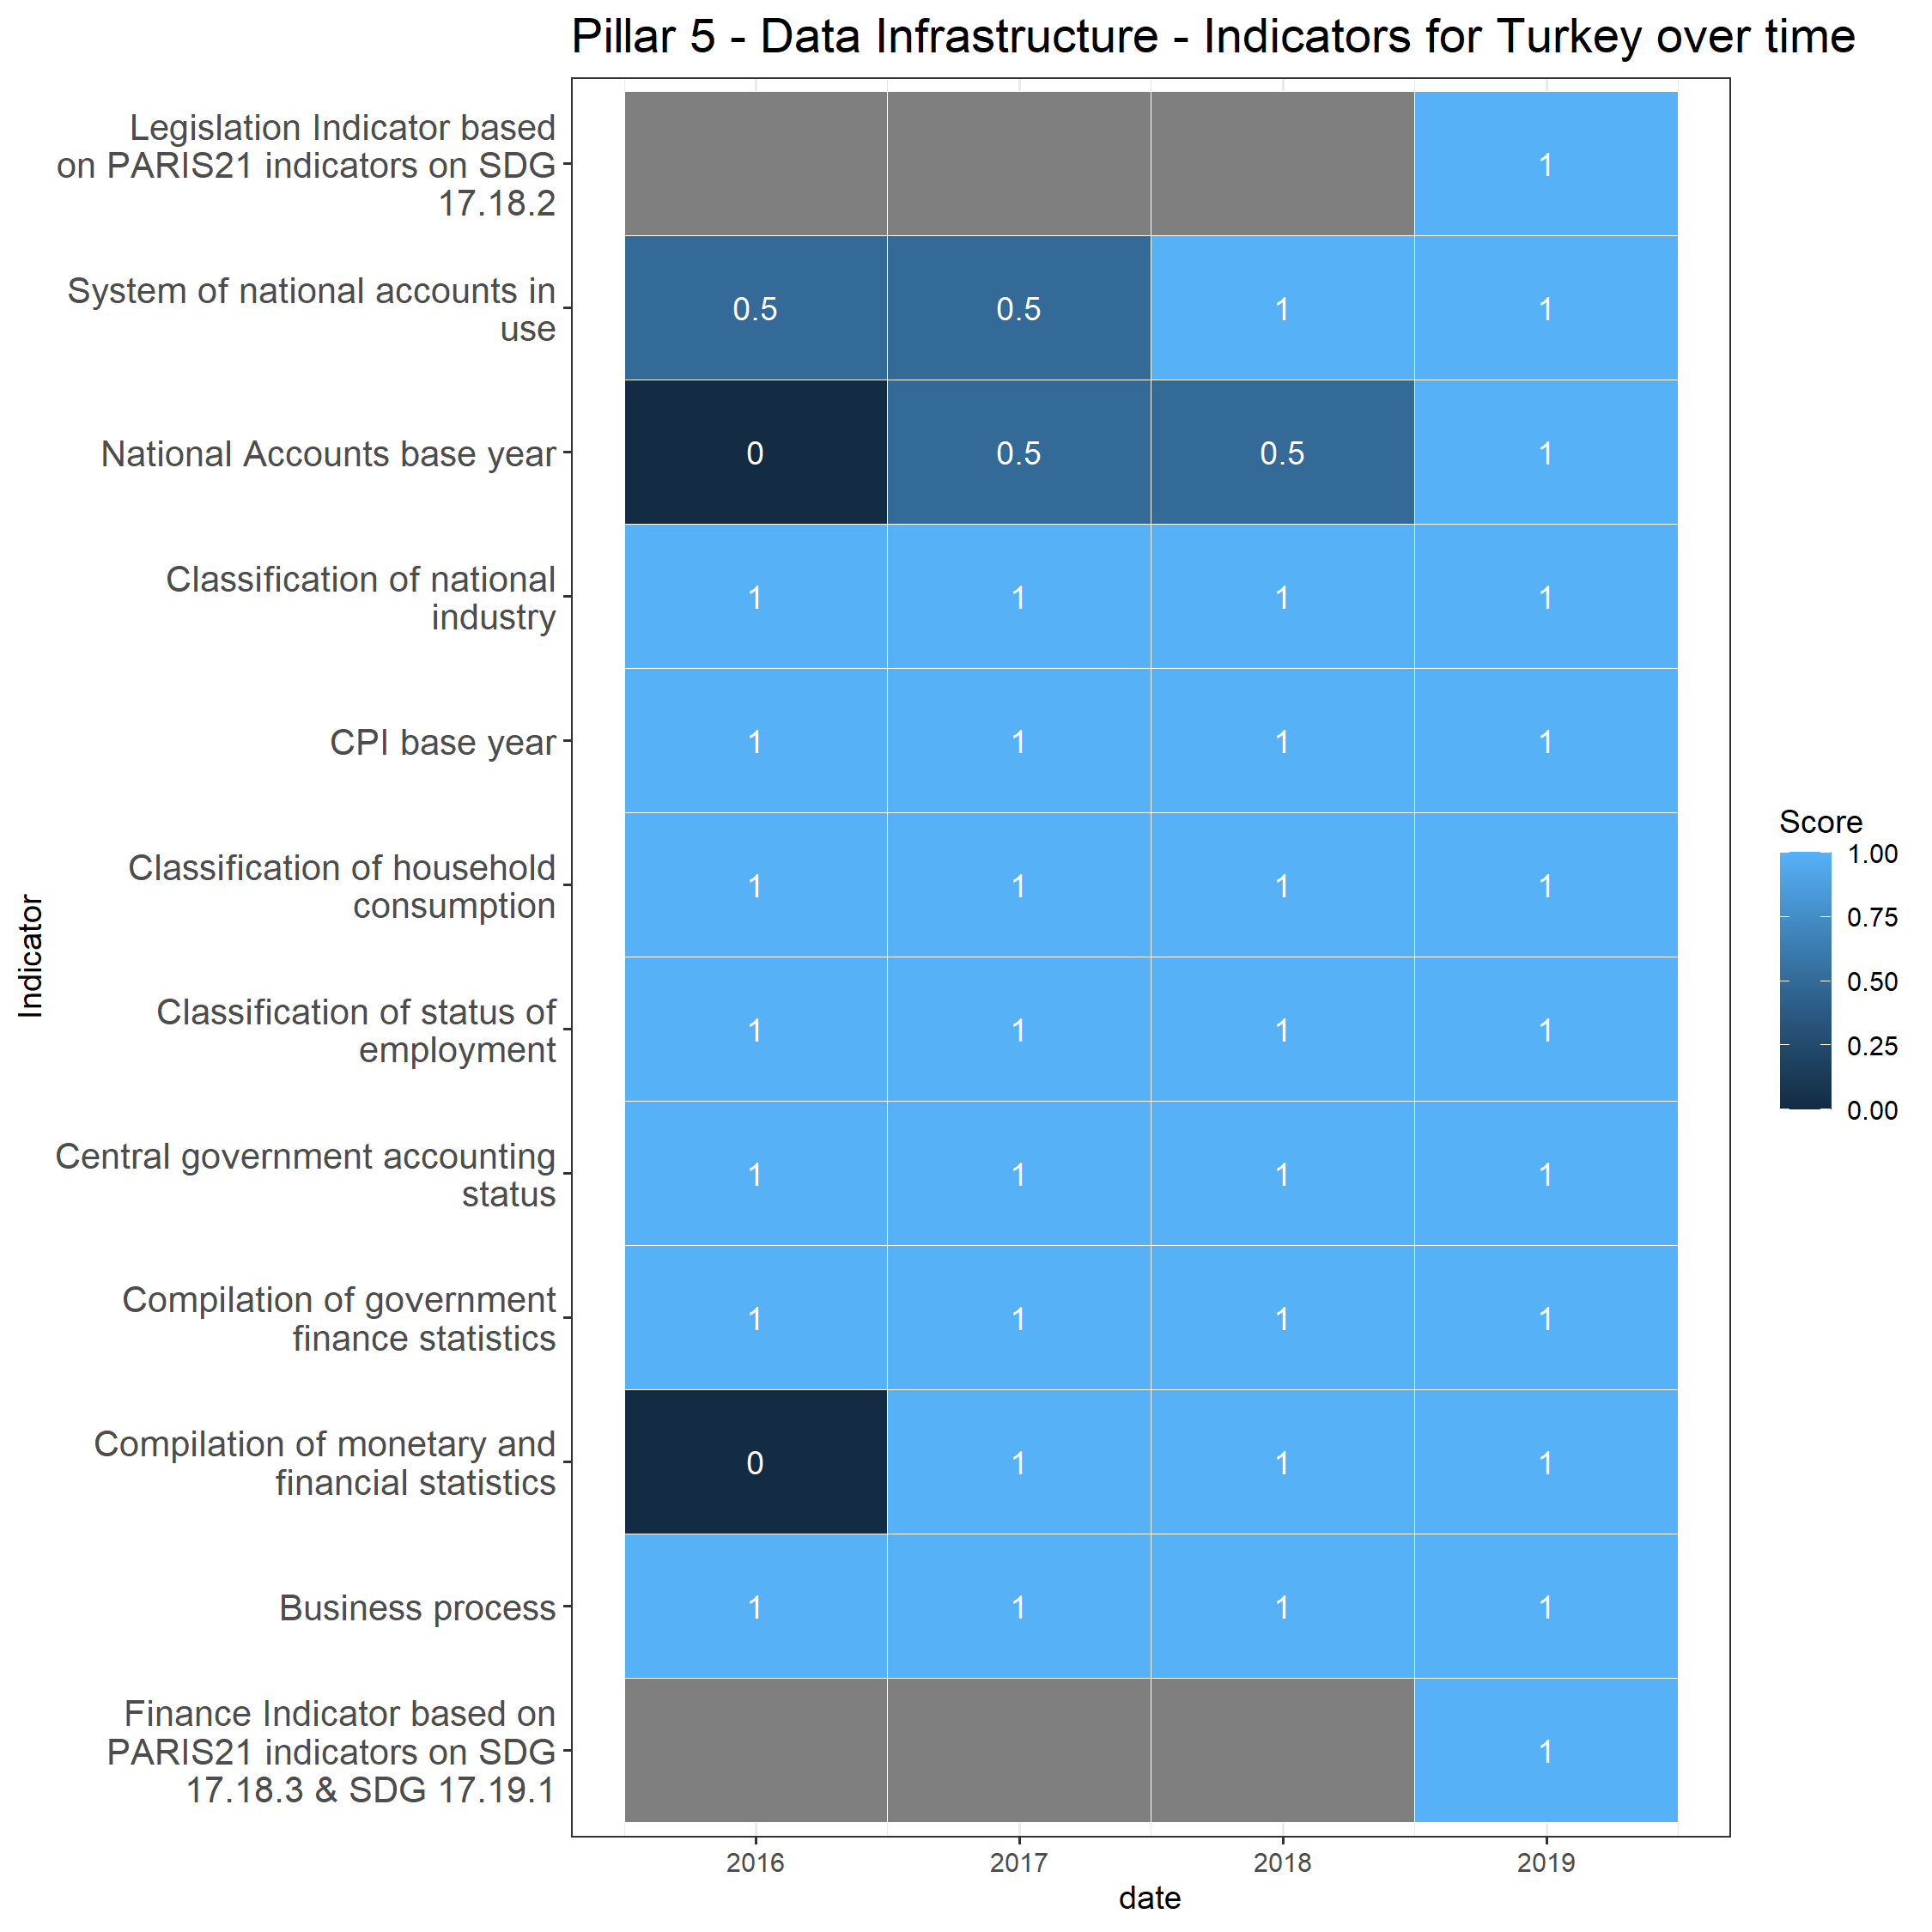 Pillar 5 - Data Infrastructure - Indicators for Turkey over time
Indicator
Legislation Indicator based
on PARIS21 indicators on SDG
17.18.2
1
System of national accounts in
use
0.5 0.5 1 1
National Accounts base year
0 0.5 0.5 1
Classification of national
industry
1 1 1 1
CPI base year
1 1 1 1
Classification of household
consumption
1 1 1 1
Classification of status of
employment
1 1 1 1
Central government accounting
status
1 1 1 1
Compilation of government
finance statistics
1 1 1 1
Compilation of monetary and
financial statistics
0 1 1 1
Business process
1 1 1 1
Finance Indicator based on
PARIS21 indicators on SDG
17.18.3 & SDG 17.19.1
1
2016 2017 2018 2019
date
Score
1.00
0.75
0.50
0.25
0.00